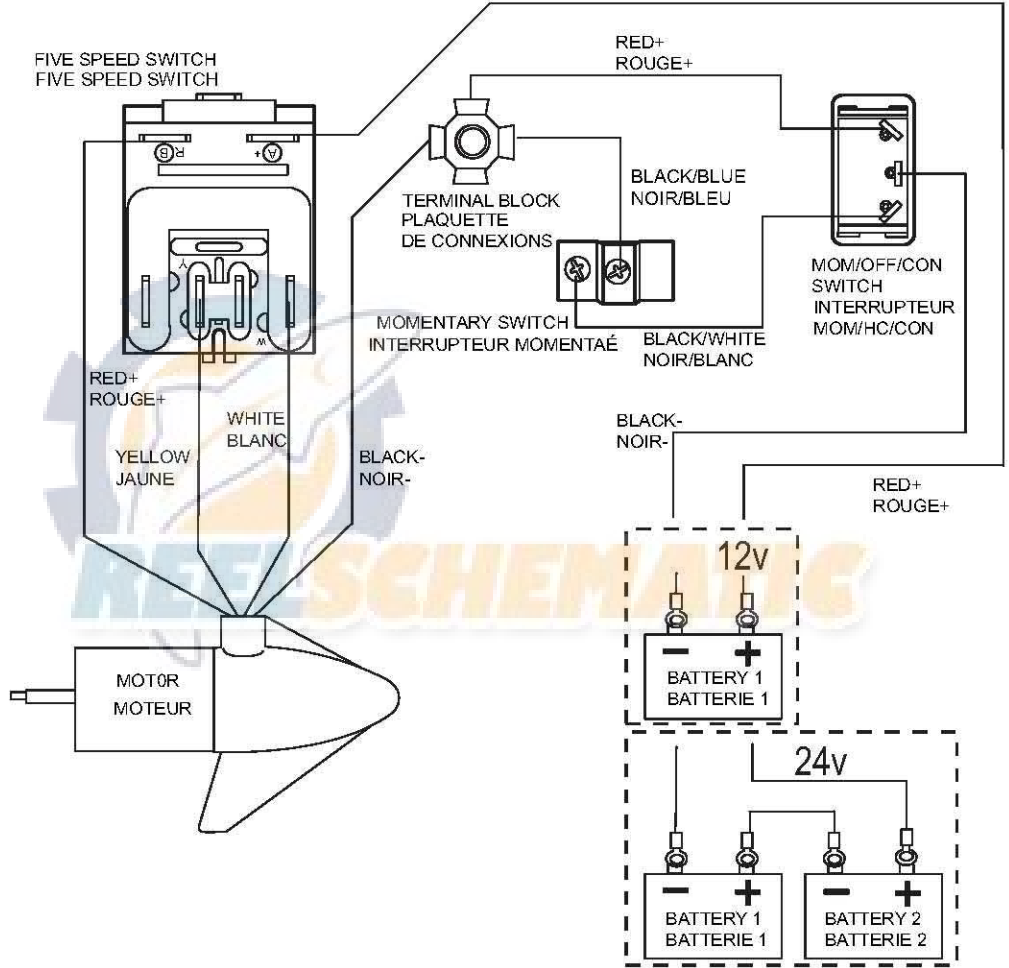 FIVE SPEED SWITCH
FIVE SPEED SWITCH
B R
A +
Y
W
RED+
ROUGE+
TERMINAL BLOCK
PLAQUETTE
DE CONNEXIONS
BLACK/BLUE
NOIR/BLEU
MOM/OFF/CON
SWITCH
INTERRUPTEUR
MOM/HC/CON
MOMENTARY SWITCH
INTERRUPTEUR MOMENTAÉ
BLACK/WHITE
NOIR/BLANC
RED+
ROUGE+
WHITE
BLANC
YELLOW
JAUNE
BLACK-
NOIR-
BLACK-
NOIR-
RED+
ROUGE+
REELSCHEMATIC
12v
- +
BATTERY 1
BATTERIE 1
MOT0R
MOTEUR
24v
- +
BATTERY 1
BATTERIE 1
- +
BATTERY 2
BATTERIE 2